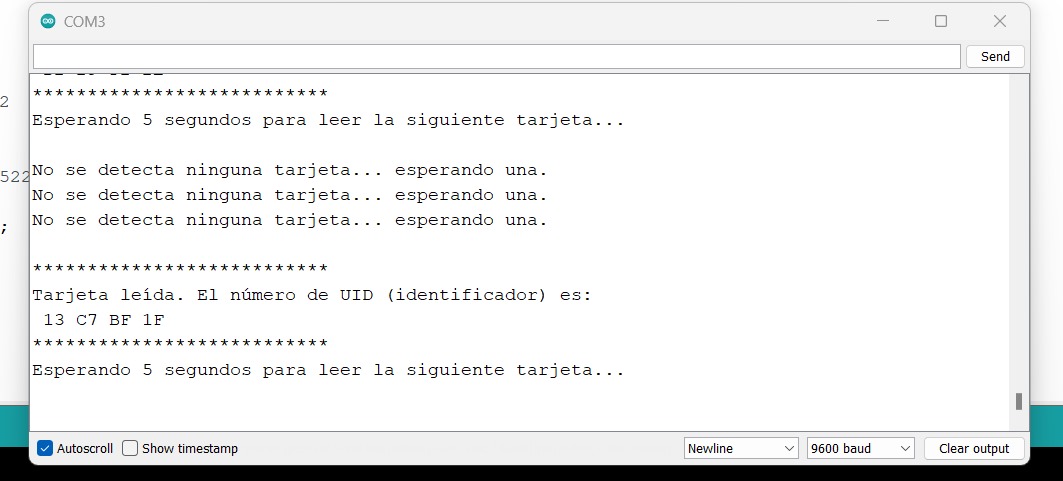 COM3
Send
***************************
Esperando 5 segundos para leer la siguiente tarjeta...
2
No se detecta ninguna tarjeta... esperando una.
522
No se detecta ninguna tarjeta... esperando una.
No se detecta ninguna tarjeta... esperando una.
;
***************************
Tarjeta leída. El número de UID (identificador) es:
13 C7 BF 1F
***************************
Esperando 5 segundos para leer la siguiente tarjeta...
Autoscroll Show timestamp Newline 9600 baud Clear output